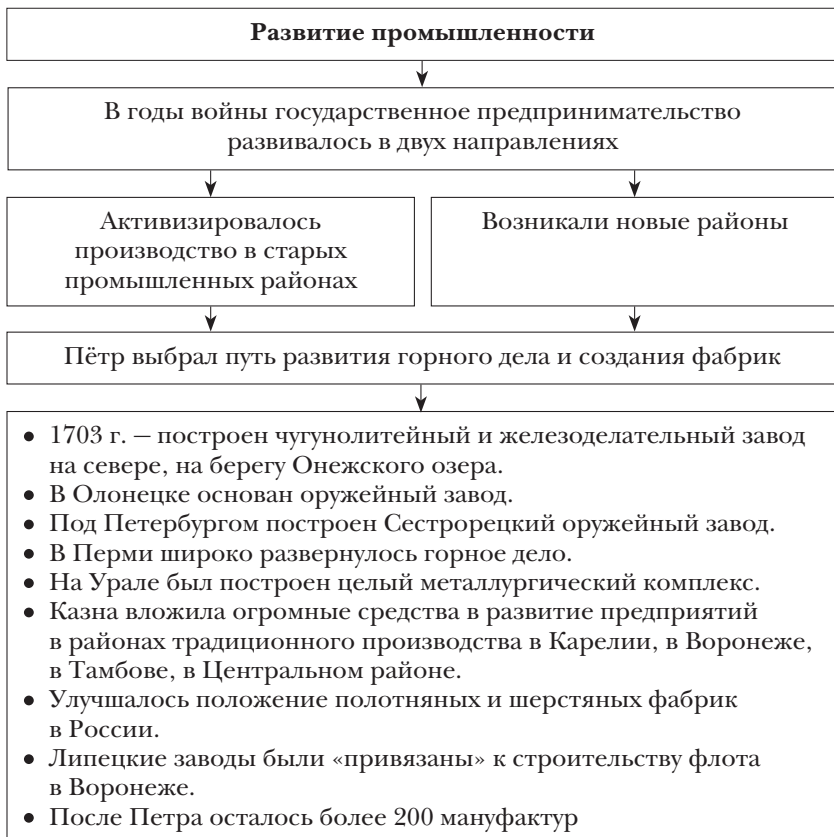 Развитие промышленности
В годы войны государственное предпринимательство
развивалось в двух направлениях
Активизировалось
производство в старых
промышленных районах
Возникали новые районы
Пётр выбрал путь развития горного дела и создания фабрик
• 1703 г. — построен чугунолитейный и железоделательный завод
на севере, на берегу Онежского озера.
• В Олонецке основан оружейный завод.
• Под Петербургом построен Сестрорецкий оружейный завод.
• В Перми широко развернулось горное дело.
• На Урале был построен целый металлургический комплекс.
• Казна вложила огромные средства в развитие предприятий
в районах традиционного производства в Карелии, в Воронеже,
в Тамбове, в Центральном районе.
• Улучшалось положение полотняных и шерстяных фабрик
в России.
• Липецкие заводы были «привязаны» к строительству флота
в Воронеже.
• После Петра осталось более 200 мануфактур